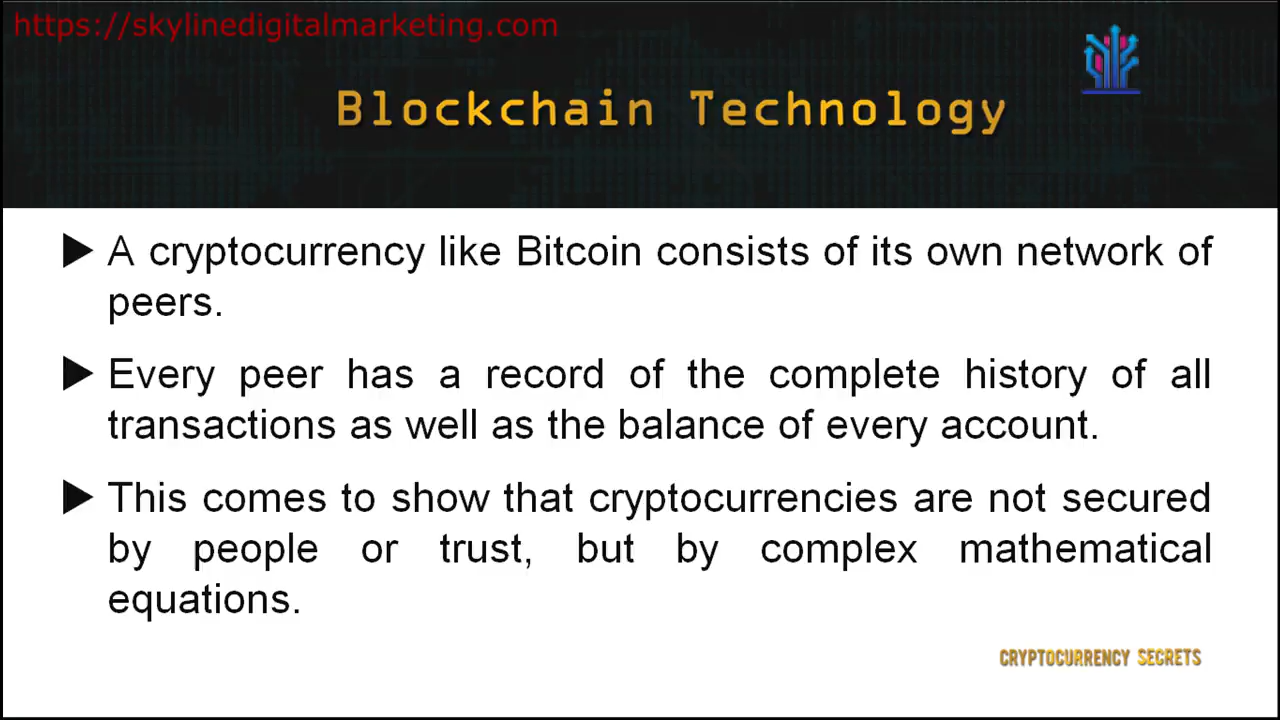 https://skylinedigitalmarketing.com
Blockchain Technology
A cryptocurrency like Bitcoin consists of its own network of
peers.
Every peer has a record of the complete history of all
transactions as well as the balance of every account.
This comes to show that cryptocurrencies are not secured
by people or trust, but by complex mathematical
equations.
CRYPTOCURRENCY SECRETS